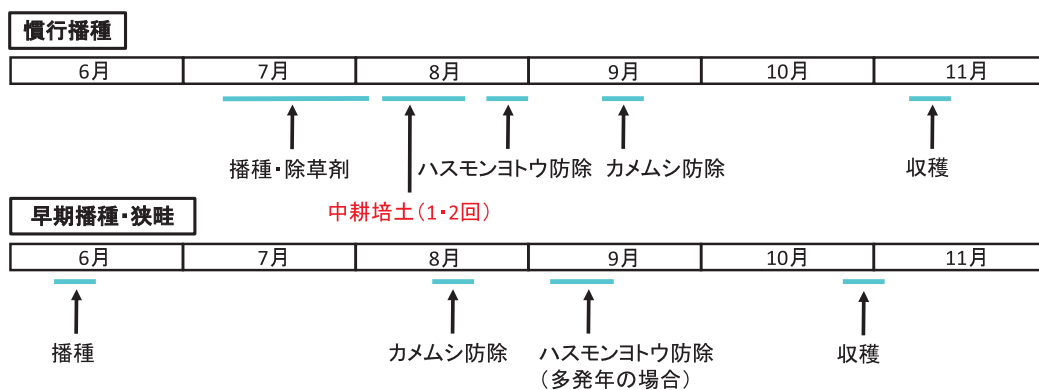 慣行播種
6月 7月 8月 9月 10月 11月
播種・除草剤 ハスモンヨトウ防除 カメムシ防除 収穫
中耕培土(1・2回)
早期播種・狭畦
6月 7月 8月 9月 10月 11月
播種 カメムシ防除 ハスモンヨトウ防除 収穫
(多発年の場合)